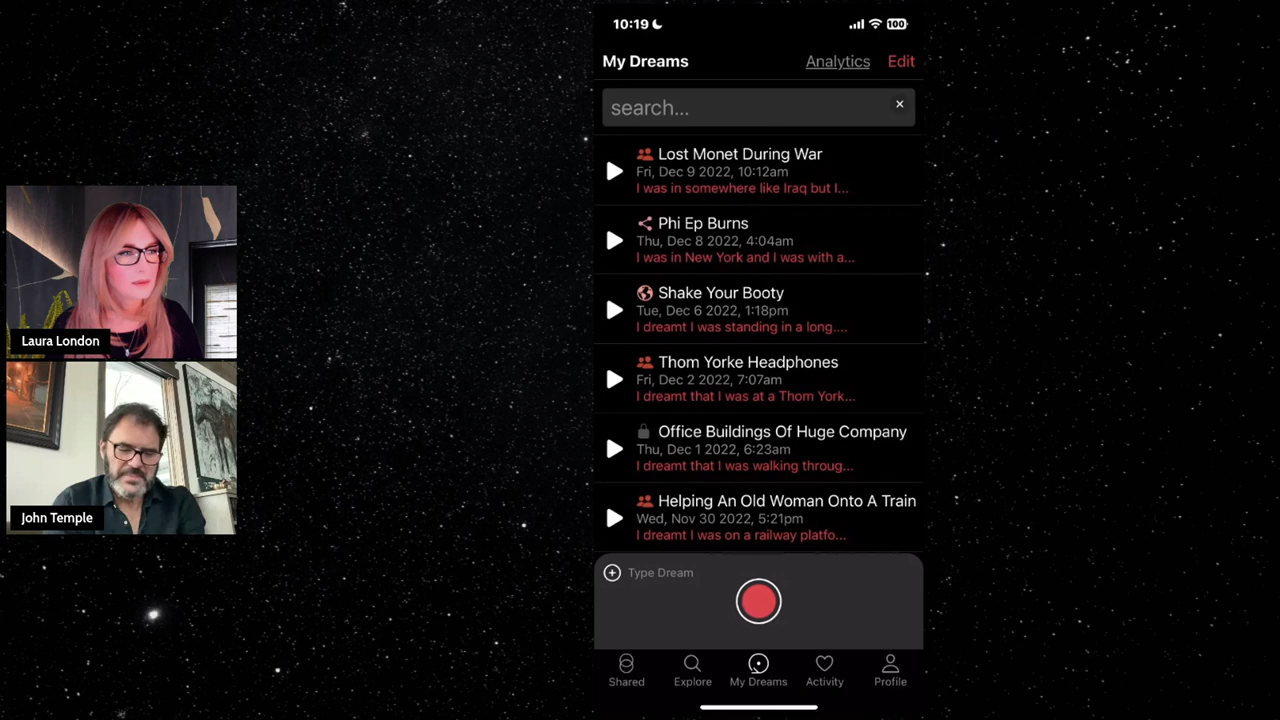 Laura London
John Temple
10:19
100
My Dreams
Analytics
Edit
search...
Lost Monet During War
Fri, Dec 9 2022, 10:12am
I was in somewhere like Iraq but I...
Phi Ep Burns
Thu, Dec 8 2022, 4:04am
I was in New York and I was with a...
Shake Your Booty
Tue, Dec 6 2022, 1:18pm
I dreamt I was standing in a long....
Thom Yorke Headphones
Fri, Dec 2 2022, 7:07am
I dreamt that I was at a Thom York...
Office Buildings Of Huge Company
Thu, Dec 1 2022, 6:23am
I dreamt that I was walking throug...
Helping An Old Woman Onto A Train
Wed, Nov 30 2022, 5:21pm
I dreamt I was on a railway platfo...
Type Dream
Shared
Explore
My Dreams
Activity
Profile